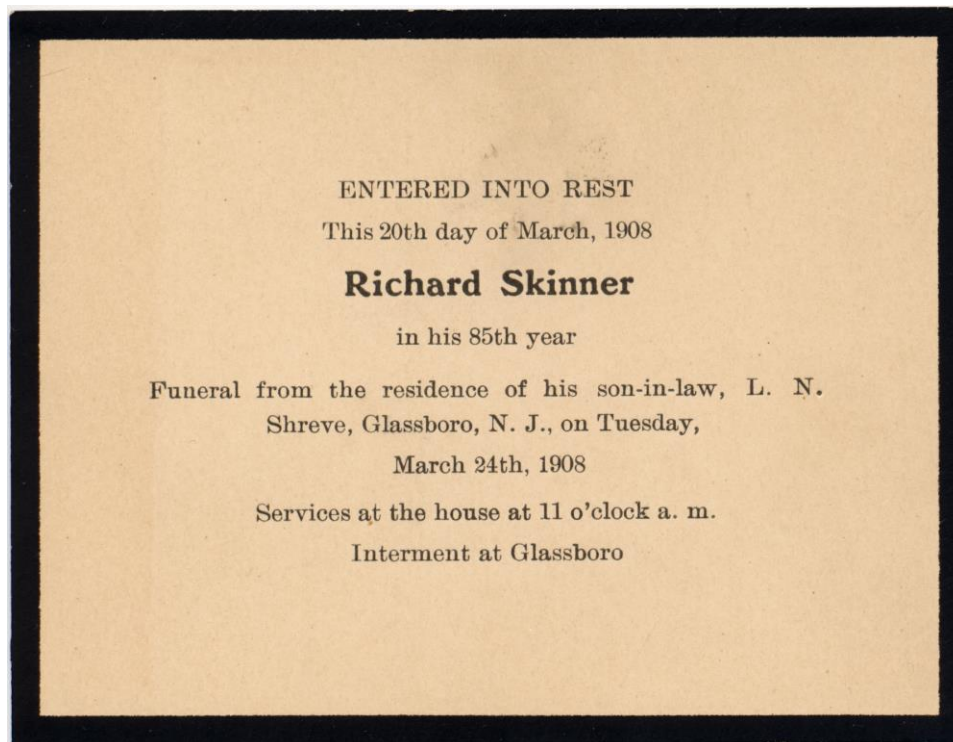 ENTERED INTO REST
This 20th day of March, 1908
Richard Skinner
in his 85th year
Funeral from the residence of his son-in-law, L. N.
Shreve, Glassboro, N. J., on Tuesday,
March 24th, 1908
Services at the house at 11 o'clock a. m.
Interment at Glassboro